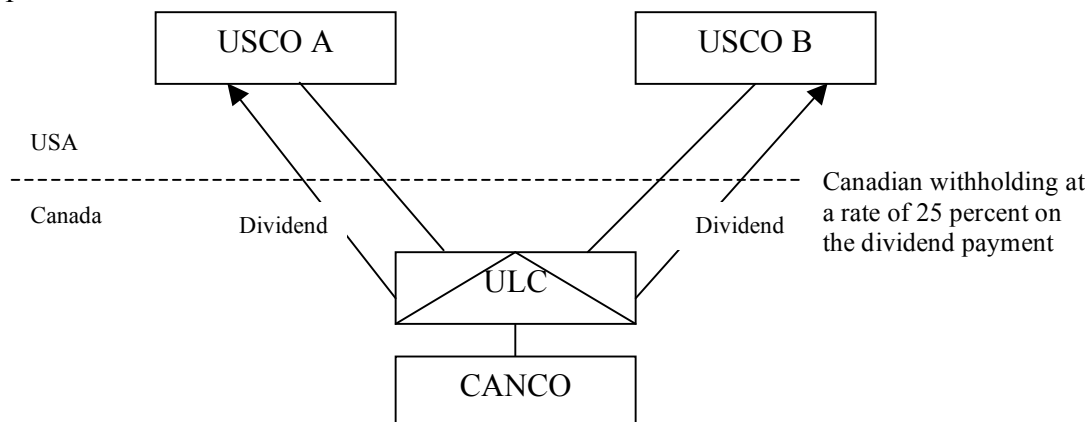 USCO A
USCO B
USA
Canada
Dividend
Dividend
Canadian withholding at
a rate of 25 percent on
the dividend payment
ULC
CANCO